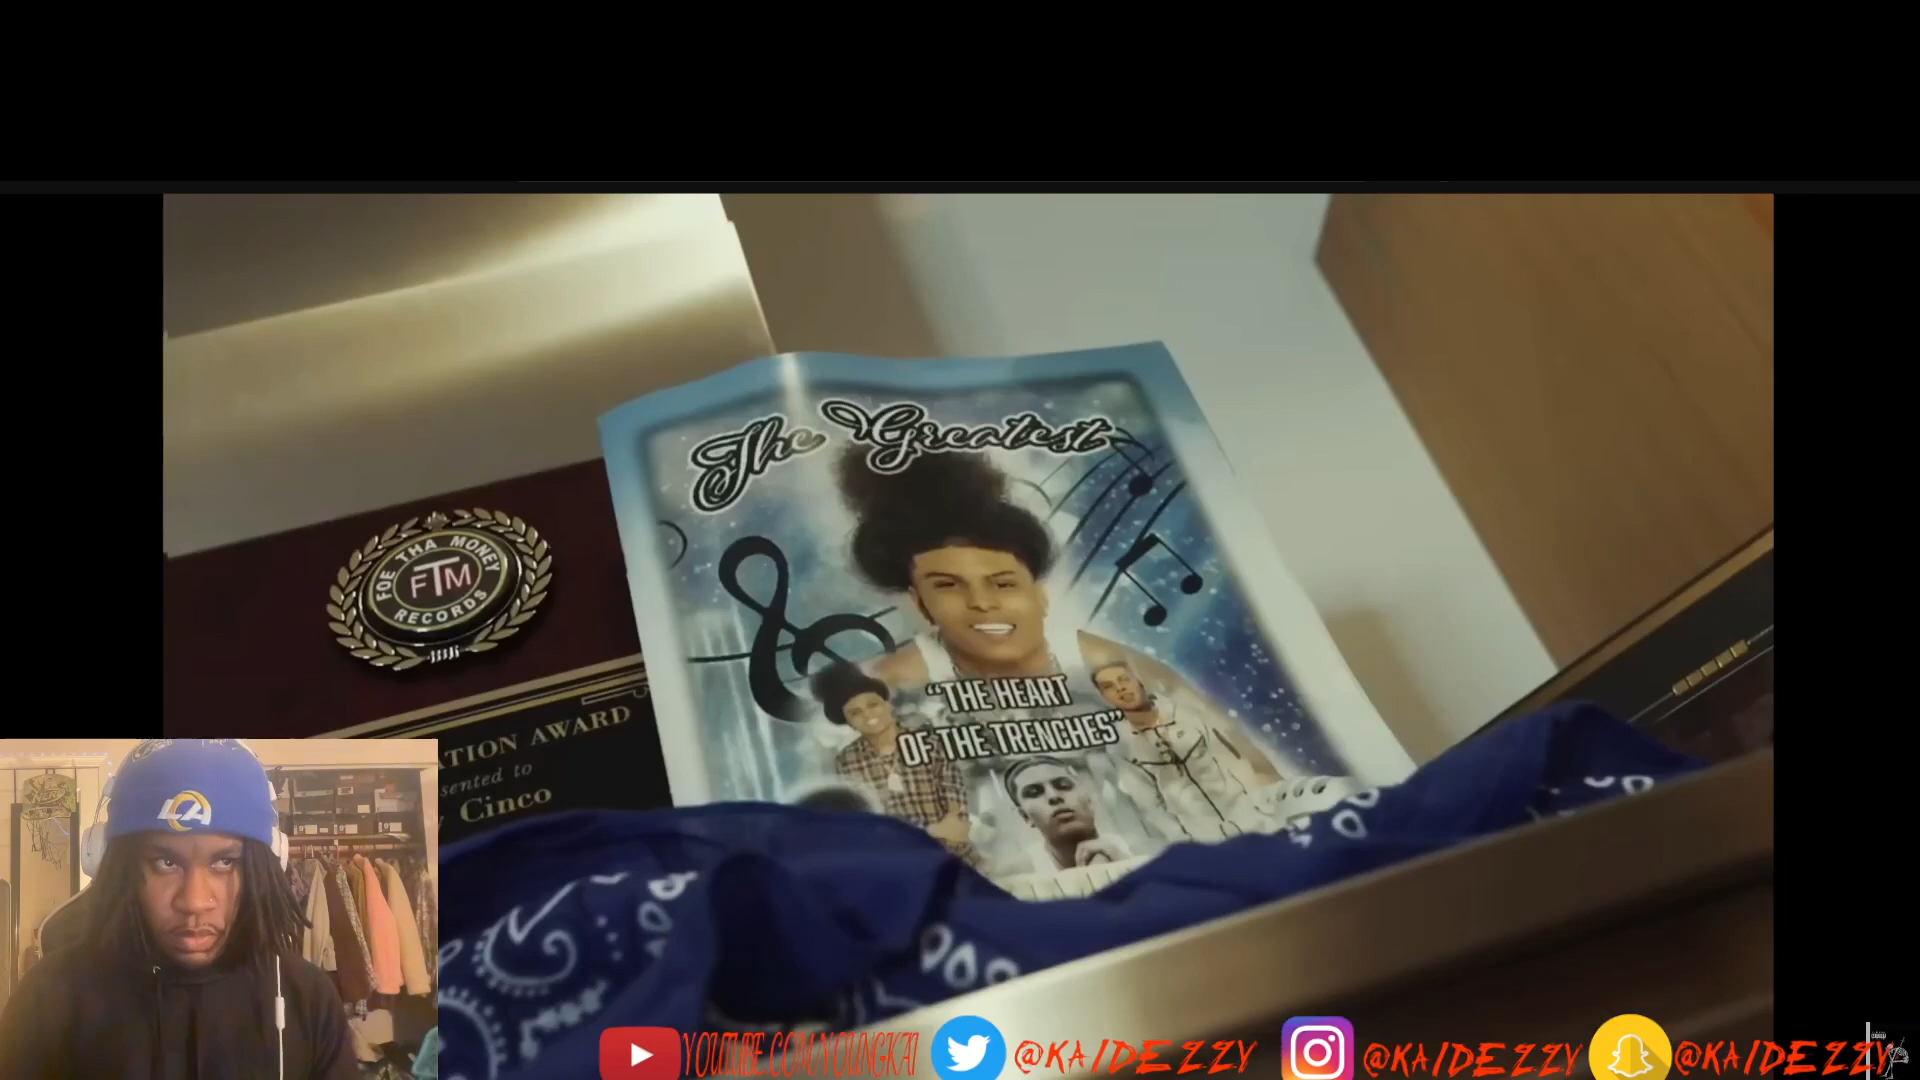 The Greatest
FOE THA MONEY
FTM
RECORDS
"THE HEART
OF THE TRENCHES"
ATION AWARD
sented to
Cinco
LA
YOUTUBE.COM/YOUNGKAI
@KAIDEZZY
@KAIDEZZY
@KAIDEZZY